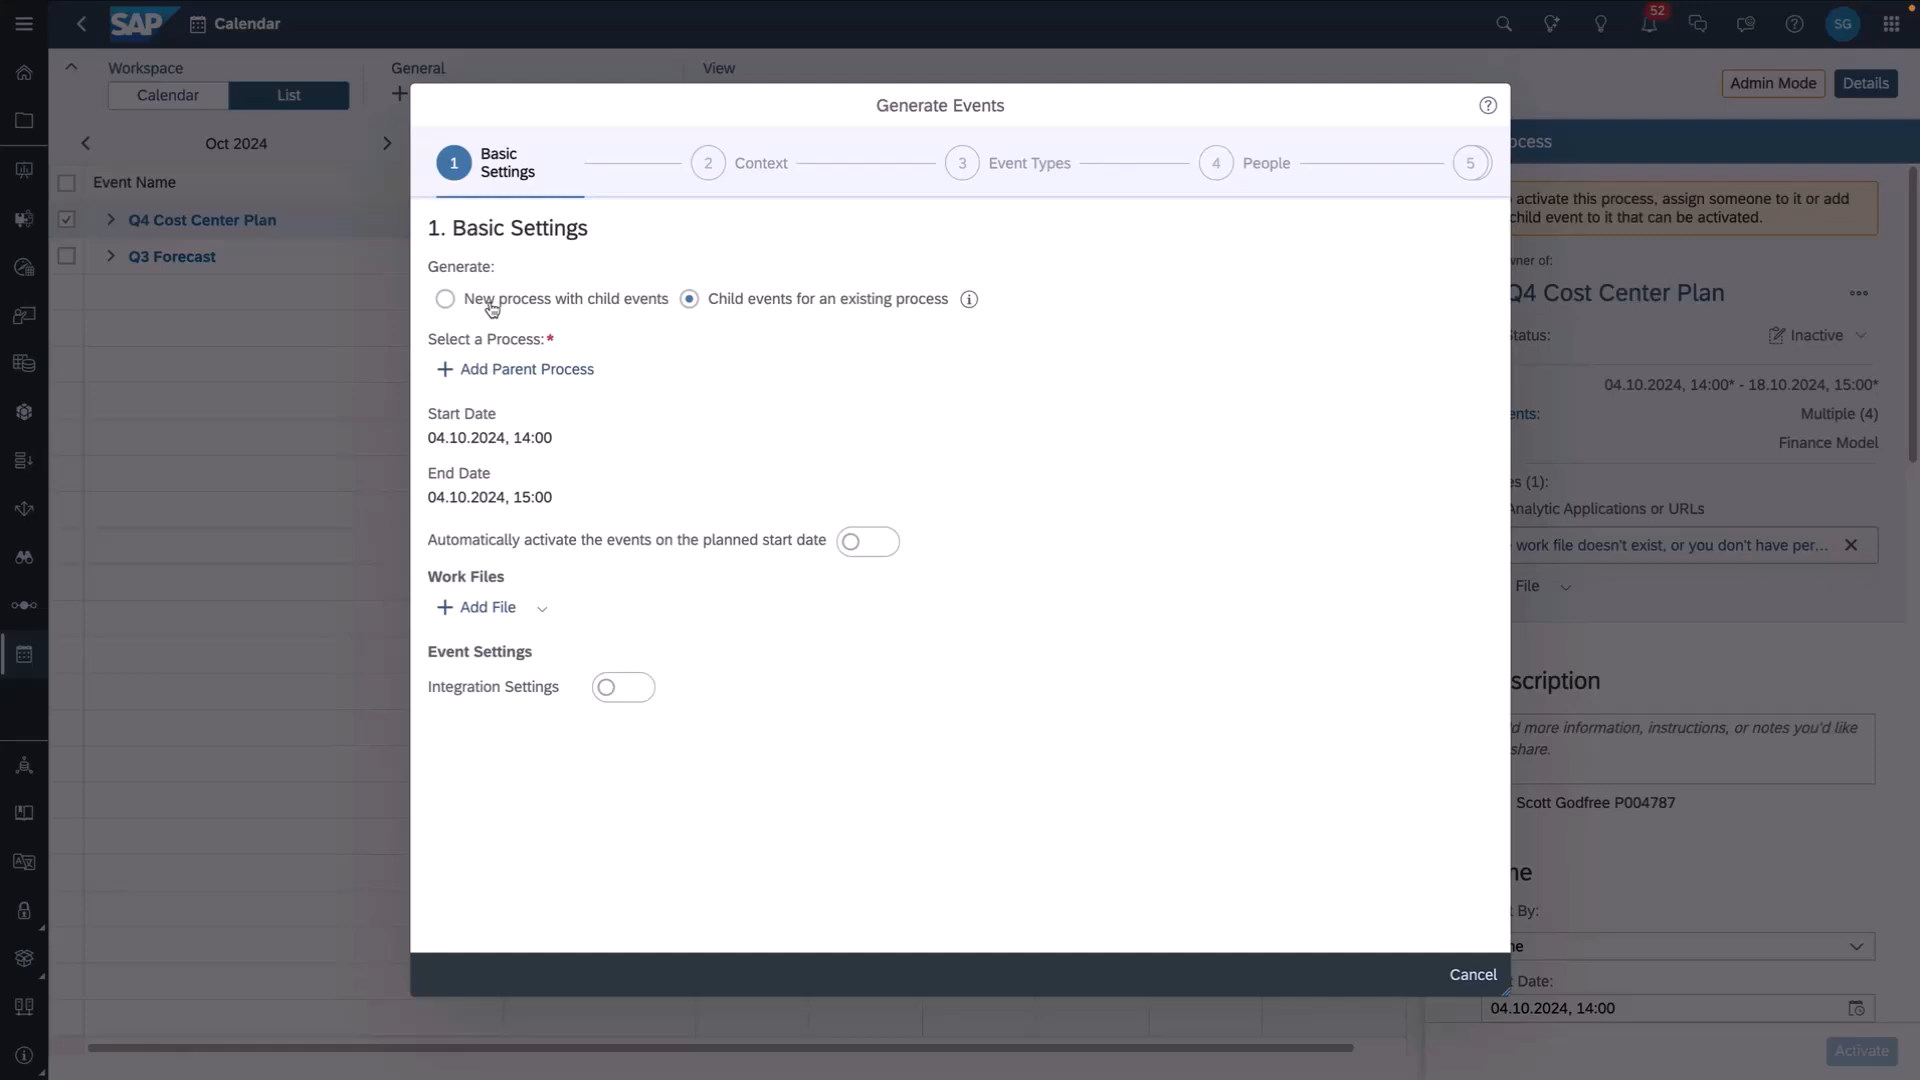 SAP
Calendar
52
SG
Workspace
General
View
Calendar
List
Admin Mode
Details
Oct 2024
Event Name
Q4 Cost Center Plan
Q3 Forecast
Generate Events
1
Basic
Settings
2
Context
3
Event Types
4
People
5
1. Basic Settings
Generate:
New process with child events
Child events for an existing process
Select a Process:*
Add Parent Process
Start Date
04.10.2024, 14:00
End Date
04.10.2024, 15:00
Automatically activate the events on the planned start date
Work Files
Add File
Event Settings
Integration Settings
Cancel
ocess
activate this process, assign someone to it or add
child event to it that can be activated.
wner of:
Q4 Cost Center Plan
Status:
Inactive
04.10.2024, 14:00* - 18.10.2024, 15:00*
ents:
Multiple (4)
Finance Model
es (1):
Analytic Applications or URLs
work file doesn't exist, or you don't have per...
File
scription
d more information, instructions, or notes you'd like
share.
Scott Godfree P004787
me
t By:
ne
t Date:
04.10.2024, 14:00
Activate